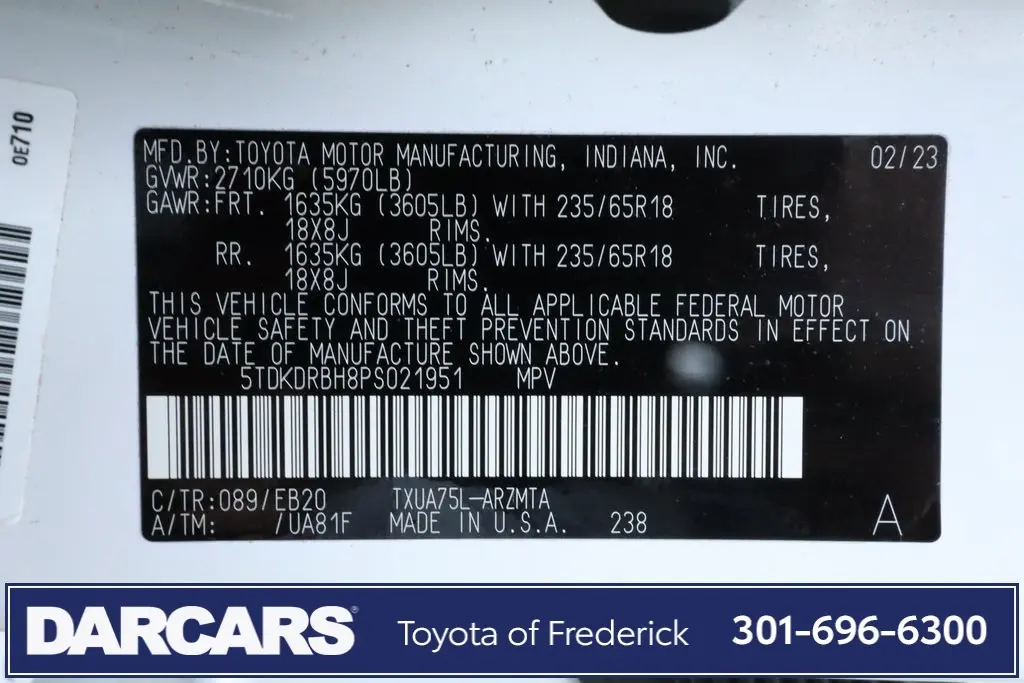 0E710
MFD.BY:TOYOTA MOTOR MANUFACTURING, INDIANA, INC. 02/23
GVWR:2710KG (5970LB)
GAWR:FRT. 1635KG (3605LB) WITH 235/65R18 TIRES,
18X8J RIMS.
RR. 1635KG (3605LB) WITH 235/65R18 TIRES,
18X8J RIMS.
THIS VEHICLE CONFORMS TO ALL APPLICABLE FEDERAL MOTOR
VEHICLE SAFETY AND THEFT PREVENTION STANDARDS IN EFFECT ON
THE DATE OF MANUFACTURE SHOWN ABOVE.
5TDKDRBH8PS021951 MPV
C/TR:089/EB20 TXUA75L-ARZMTA
A/TM: /UA81F MADE IN U.S.A. 238 A
DARCARS® Toyota of Frederick 301-696-6300